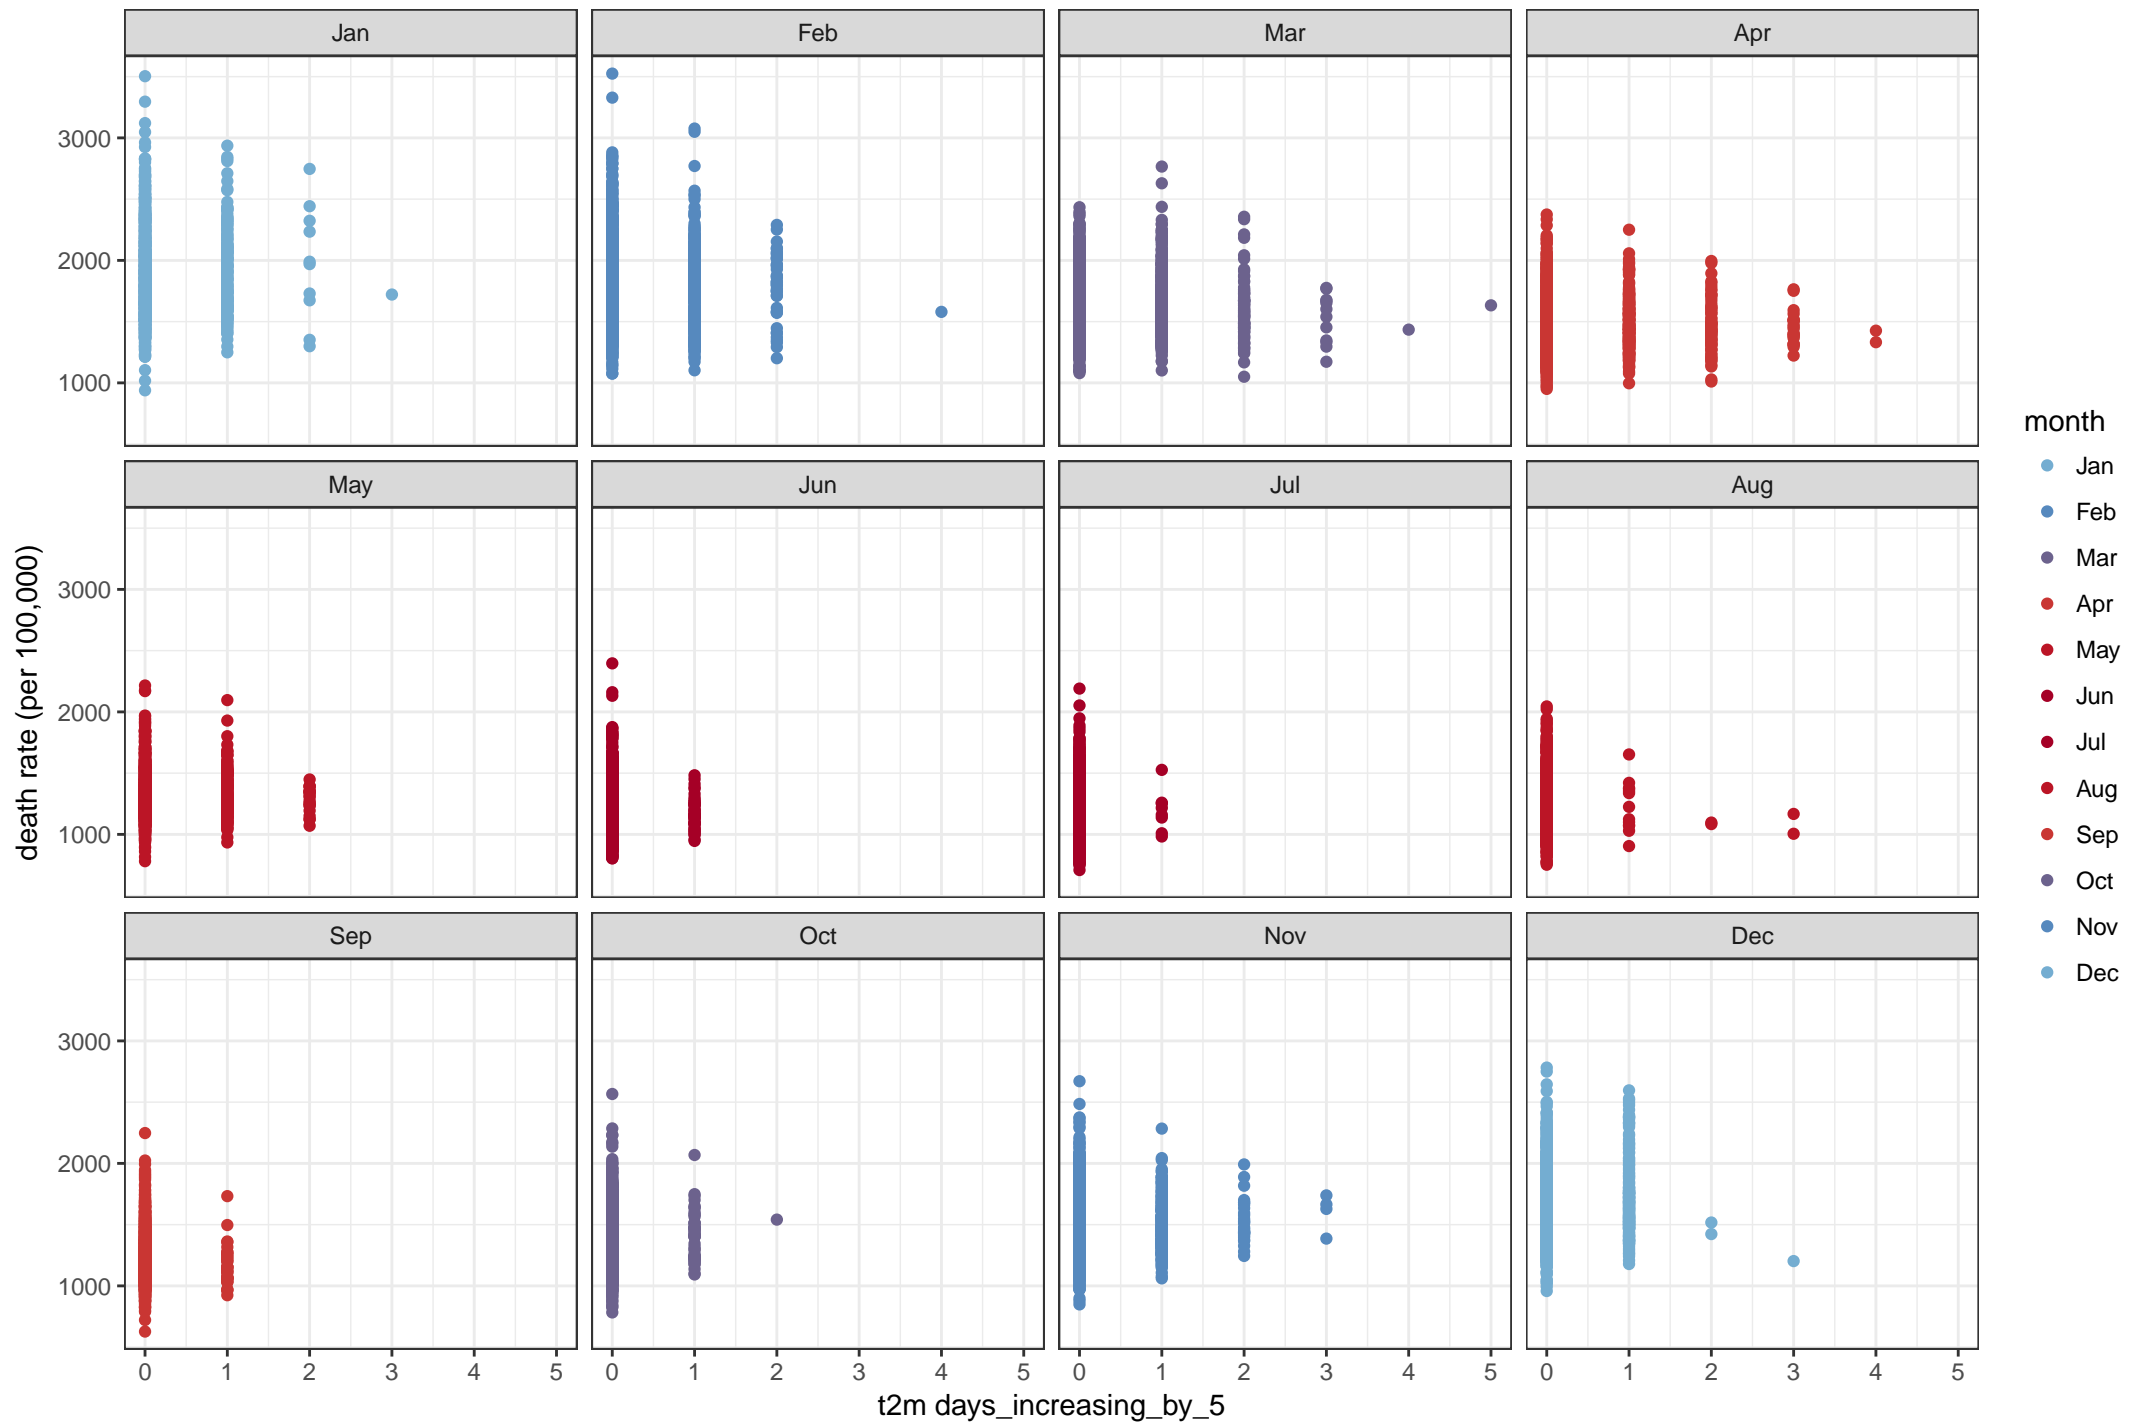 Jan Feb Mar Apr
3000
2000
1000
May Jun Jul Aug
3000
2000
1000
Sep Oct Nov Dec
3000
2000
1000
0 1 2 3 4 5 0 1 2 3 4 5 0 1 2 3 4 5 0 1 2 3 4 5
t2m days_increasing_by_5
death rate (per 100,000)
month
Jan
Feb
Mar
Apr
May
Jun
Jul
Aug
Sep
Oct
Nov
Dec